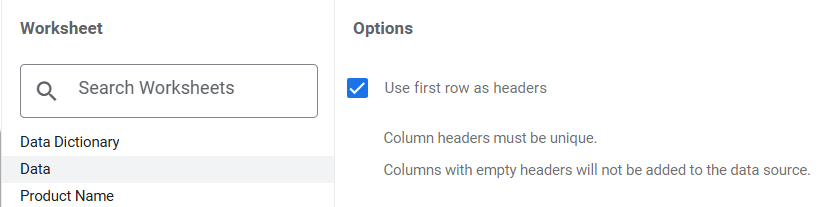 Worksheet
Search Worksheets
Data Dictionary
Data
Product Name
Options
Use first row as headers
Column headers must be unique.
Columns with empty headers will not be added to the data source.